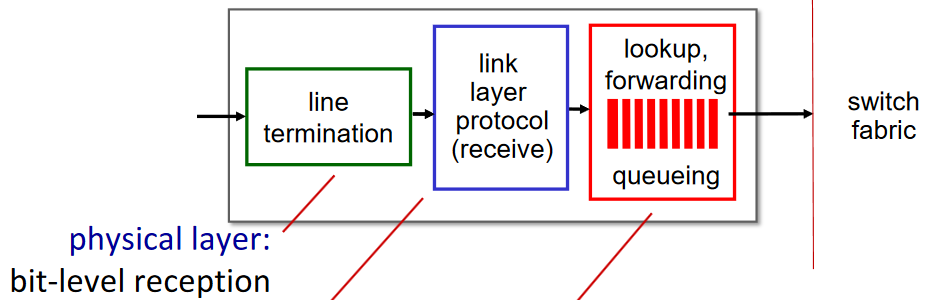 line
termination
link
layer
protocol
(receive)
lookup,
forwarding
queueing
switch
fabric
physical layer:
bit-level reception